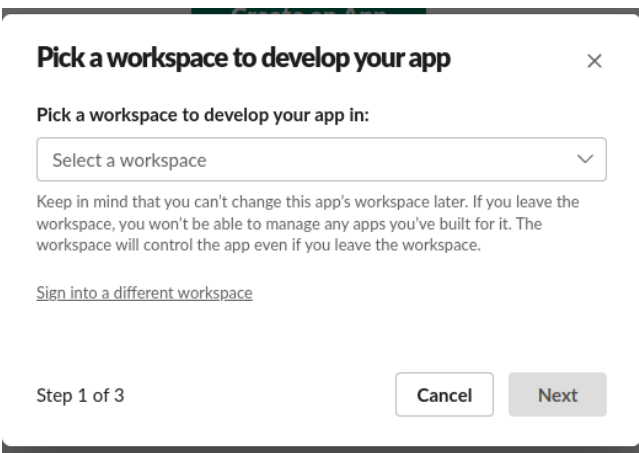 Create an App
Pick a workspace to develop your app
Pick a workspace to develop your app in:
Select a workspace
Keep in mind that you can't change this app's workspace later. If you leave the
workspace, you won't be able to manage any apps you've built for it. The
workspace will control the app even if you leave the workspace.
Sign into a different workspace
Step 1 of 3
Cancel
Next